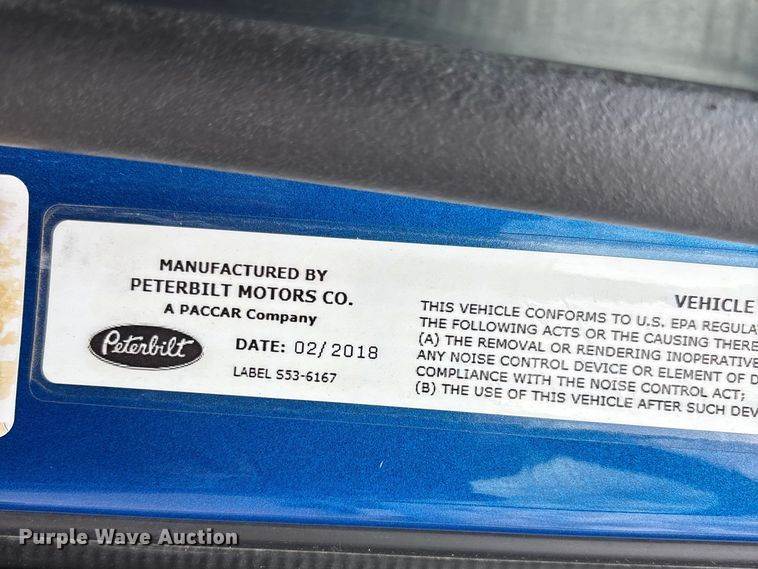 MANUFACTURED BY
PETERBILT MOTORS CO.
A PACCAR Company
Peterbilt
DATE: 02/2018
LABEL S53-6167
VEHICLE
THIS VEHICLE CONFORMS TO U.S. EPA
THE FOLLOWING ACTS OR THE CAUSING
(A) THE REMOVAL OR RENDERING
ANY NOISE CONTROL DEVICE OR ELEMENT OF
COMPLIANCE WITH THE NOISE CONTROL ACT;
(B) THE USE OF THIS VEHICLE AFTER SUCH
Purple Wave Auction